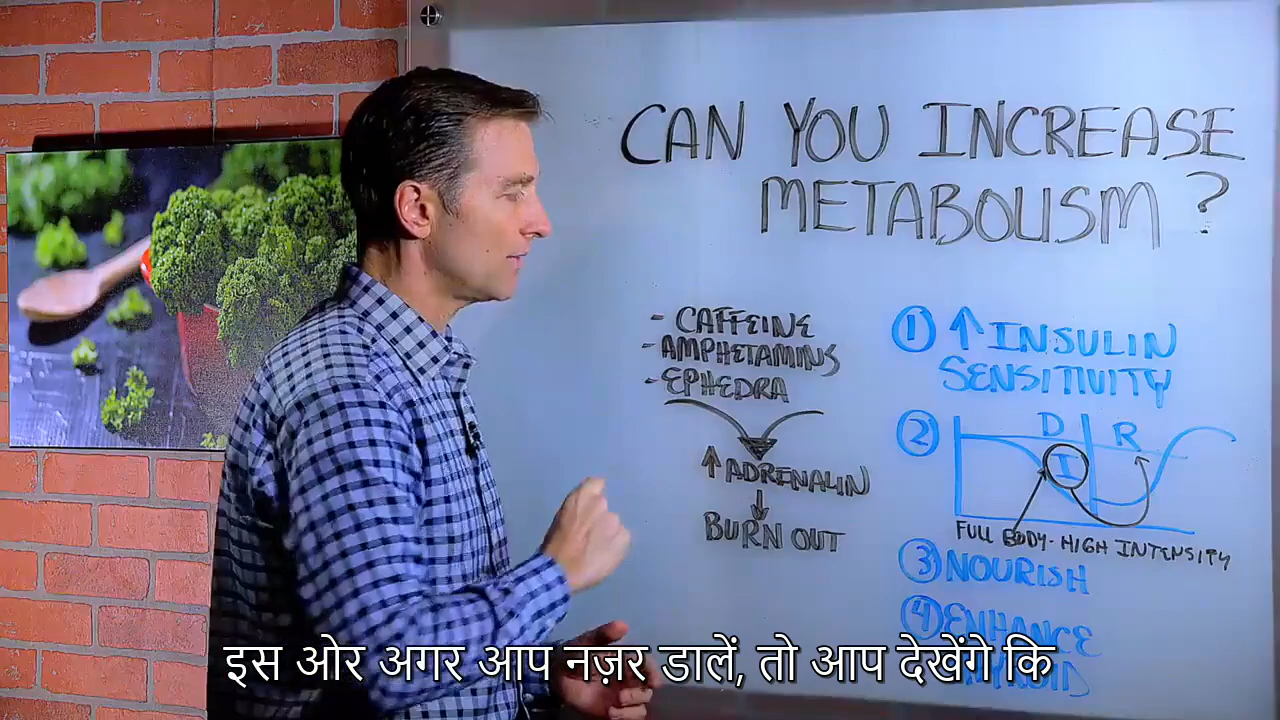 CAN YOU INCREASE
METABOLISM?
- CAFFEINE
- AMPHETAMINS
- EPHEDRA
↑ ADRENALIN
↓
BURN OUT
① ↑ INSULIN
SENSITIVITY
② D R
I
FULL BODY - HIGH INTENSITY
③ NOURISH
④ ENHANCE
इस ओर अगर आप नज़र डालें, तो आप देखेंगे कि